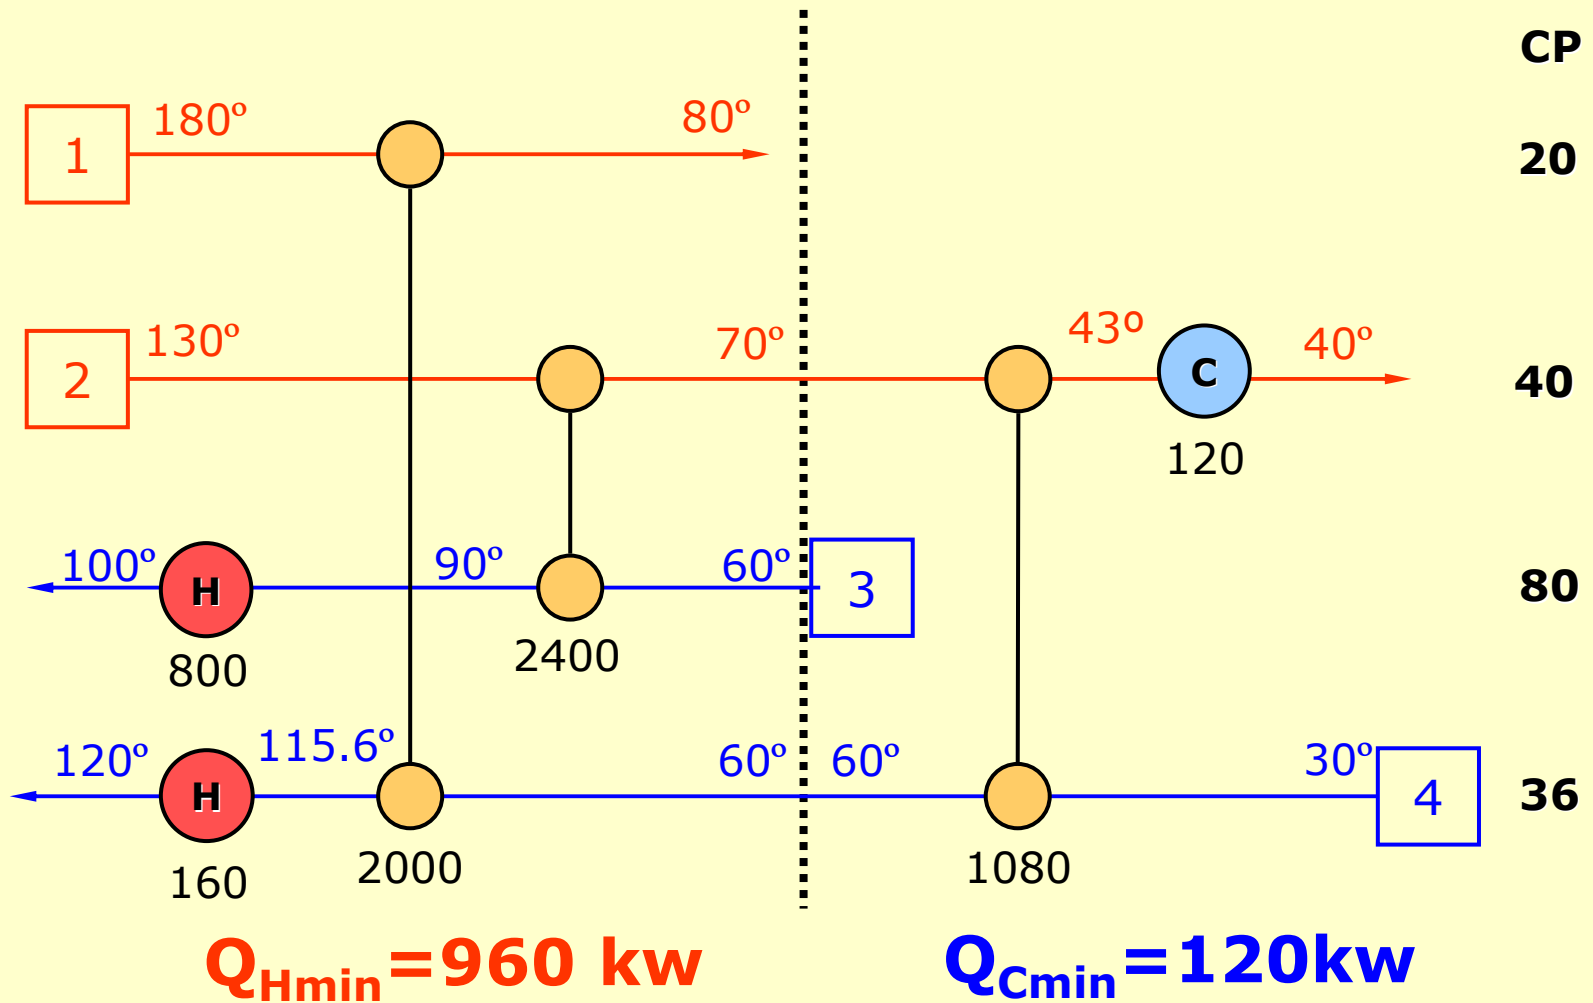 CP
1 180º 80º 20
2 130º 70º 43º 40º 40
C
120
100º 90º 60º 3 80
H
800 2400
120º 115.6º 60º 60º 30º 4 36
H
160 2000 1080
QHmin=960 kw QCmin=120kw